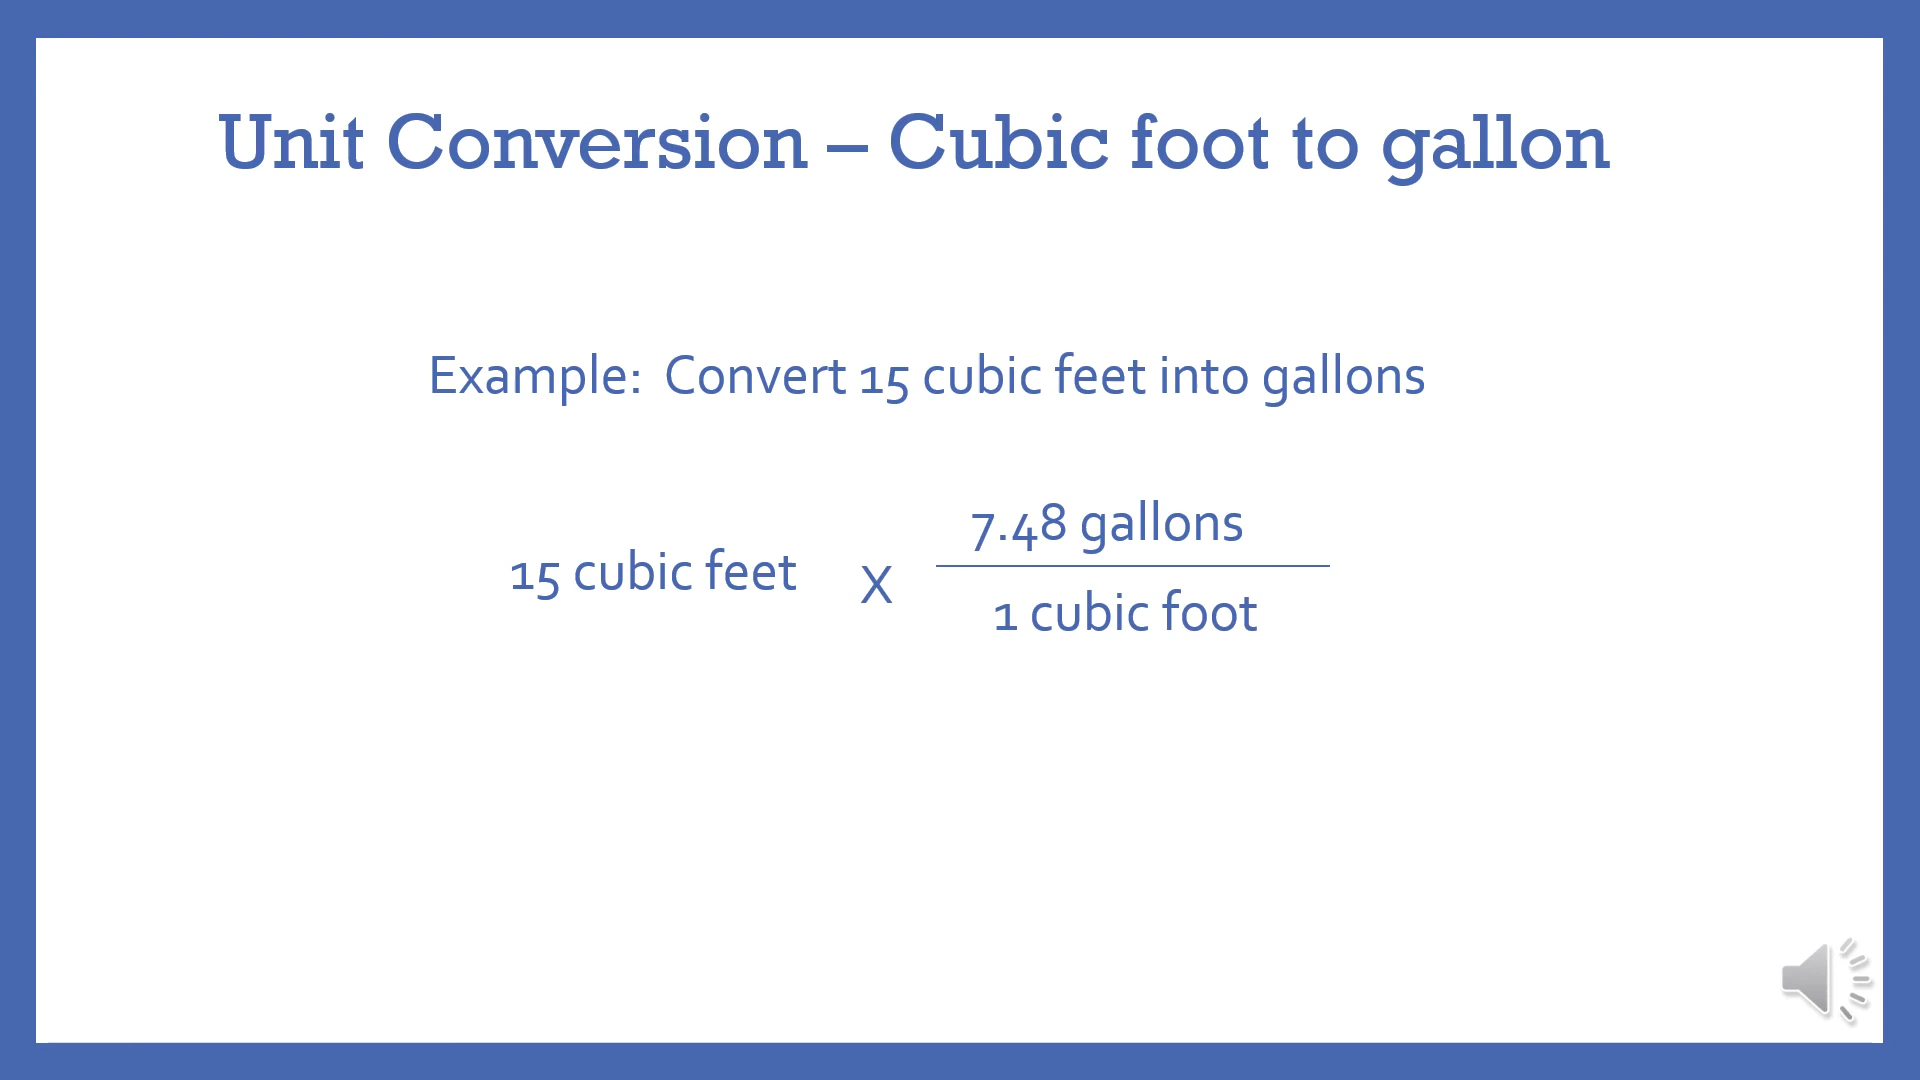 Unit Conversion – Cubic foot to gallon
Example: Convert 15 cubic feet into gallons
7.48 gallons
15 cubic feet X
1 cubic foot